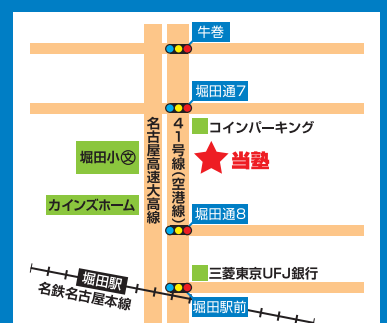 牛巻
堀田通7
コインパーキング
堀田小㊫
当塾
カインズホーム
名古屋高速大高線
41号線(空港線)
堀田通8
三菱東京UFJ銀行
堀田駅
名鉄名古屋本線
堀田駅前